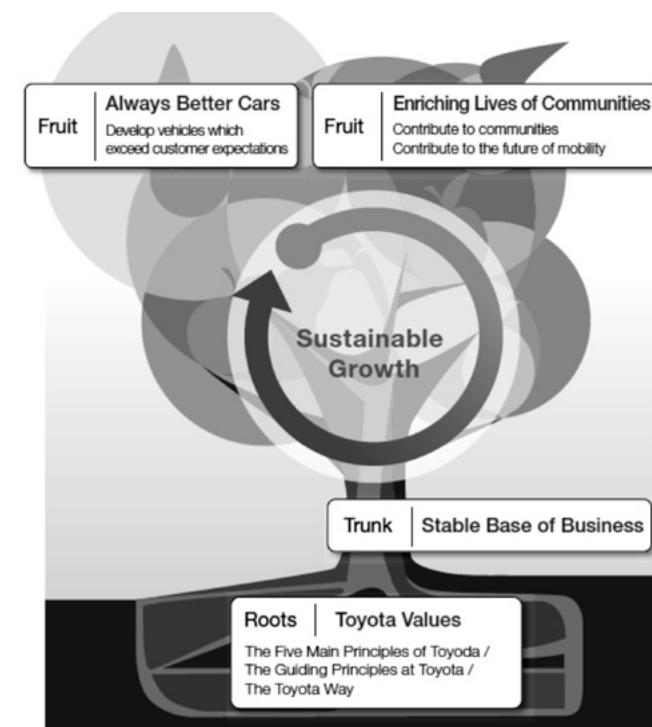 Fruit
Always Better Cars
Develop vehicles which
exceed customer expectations
Fruit
Enriching Lives of Communities
Contribute to communities
Contribute to the future of mobility
Sustainable
Growth
Trunk
Stable Base of Business
Roots
Toyota Values
The Five Main Principles of Toyoda /
The Guiding Principles at Toyota /
The Toyota Way